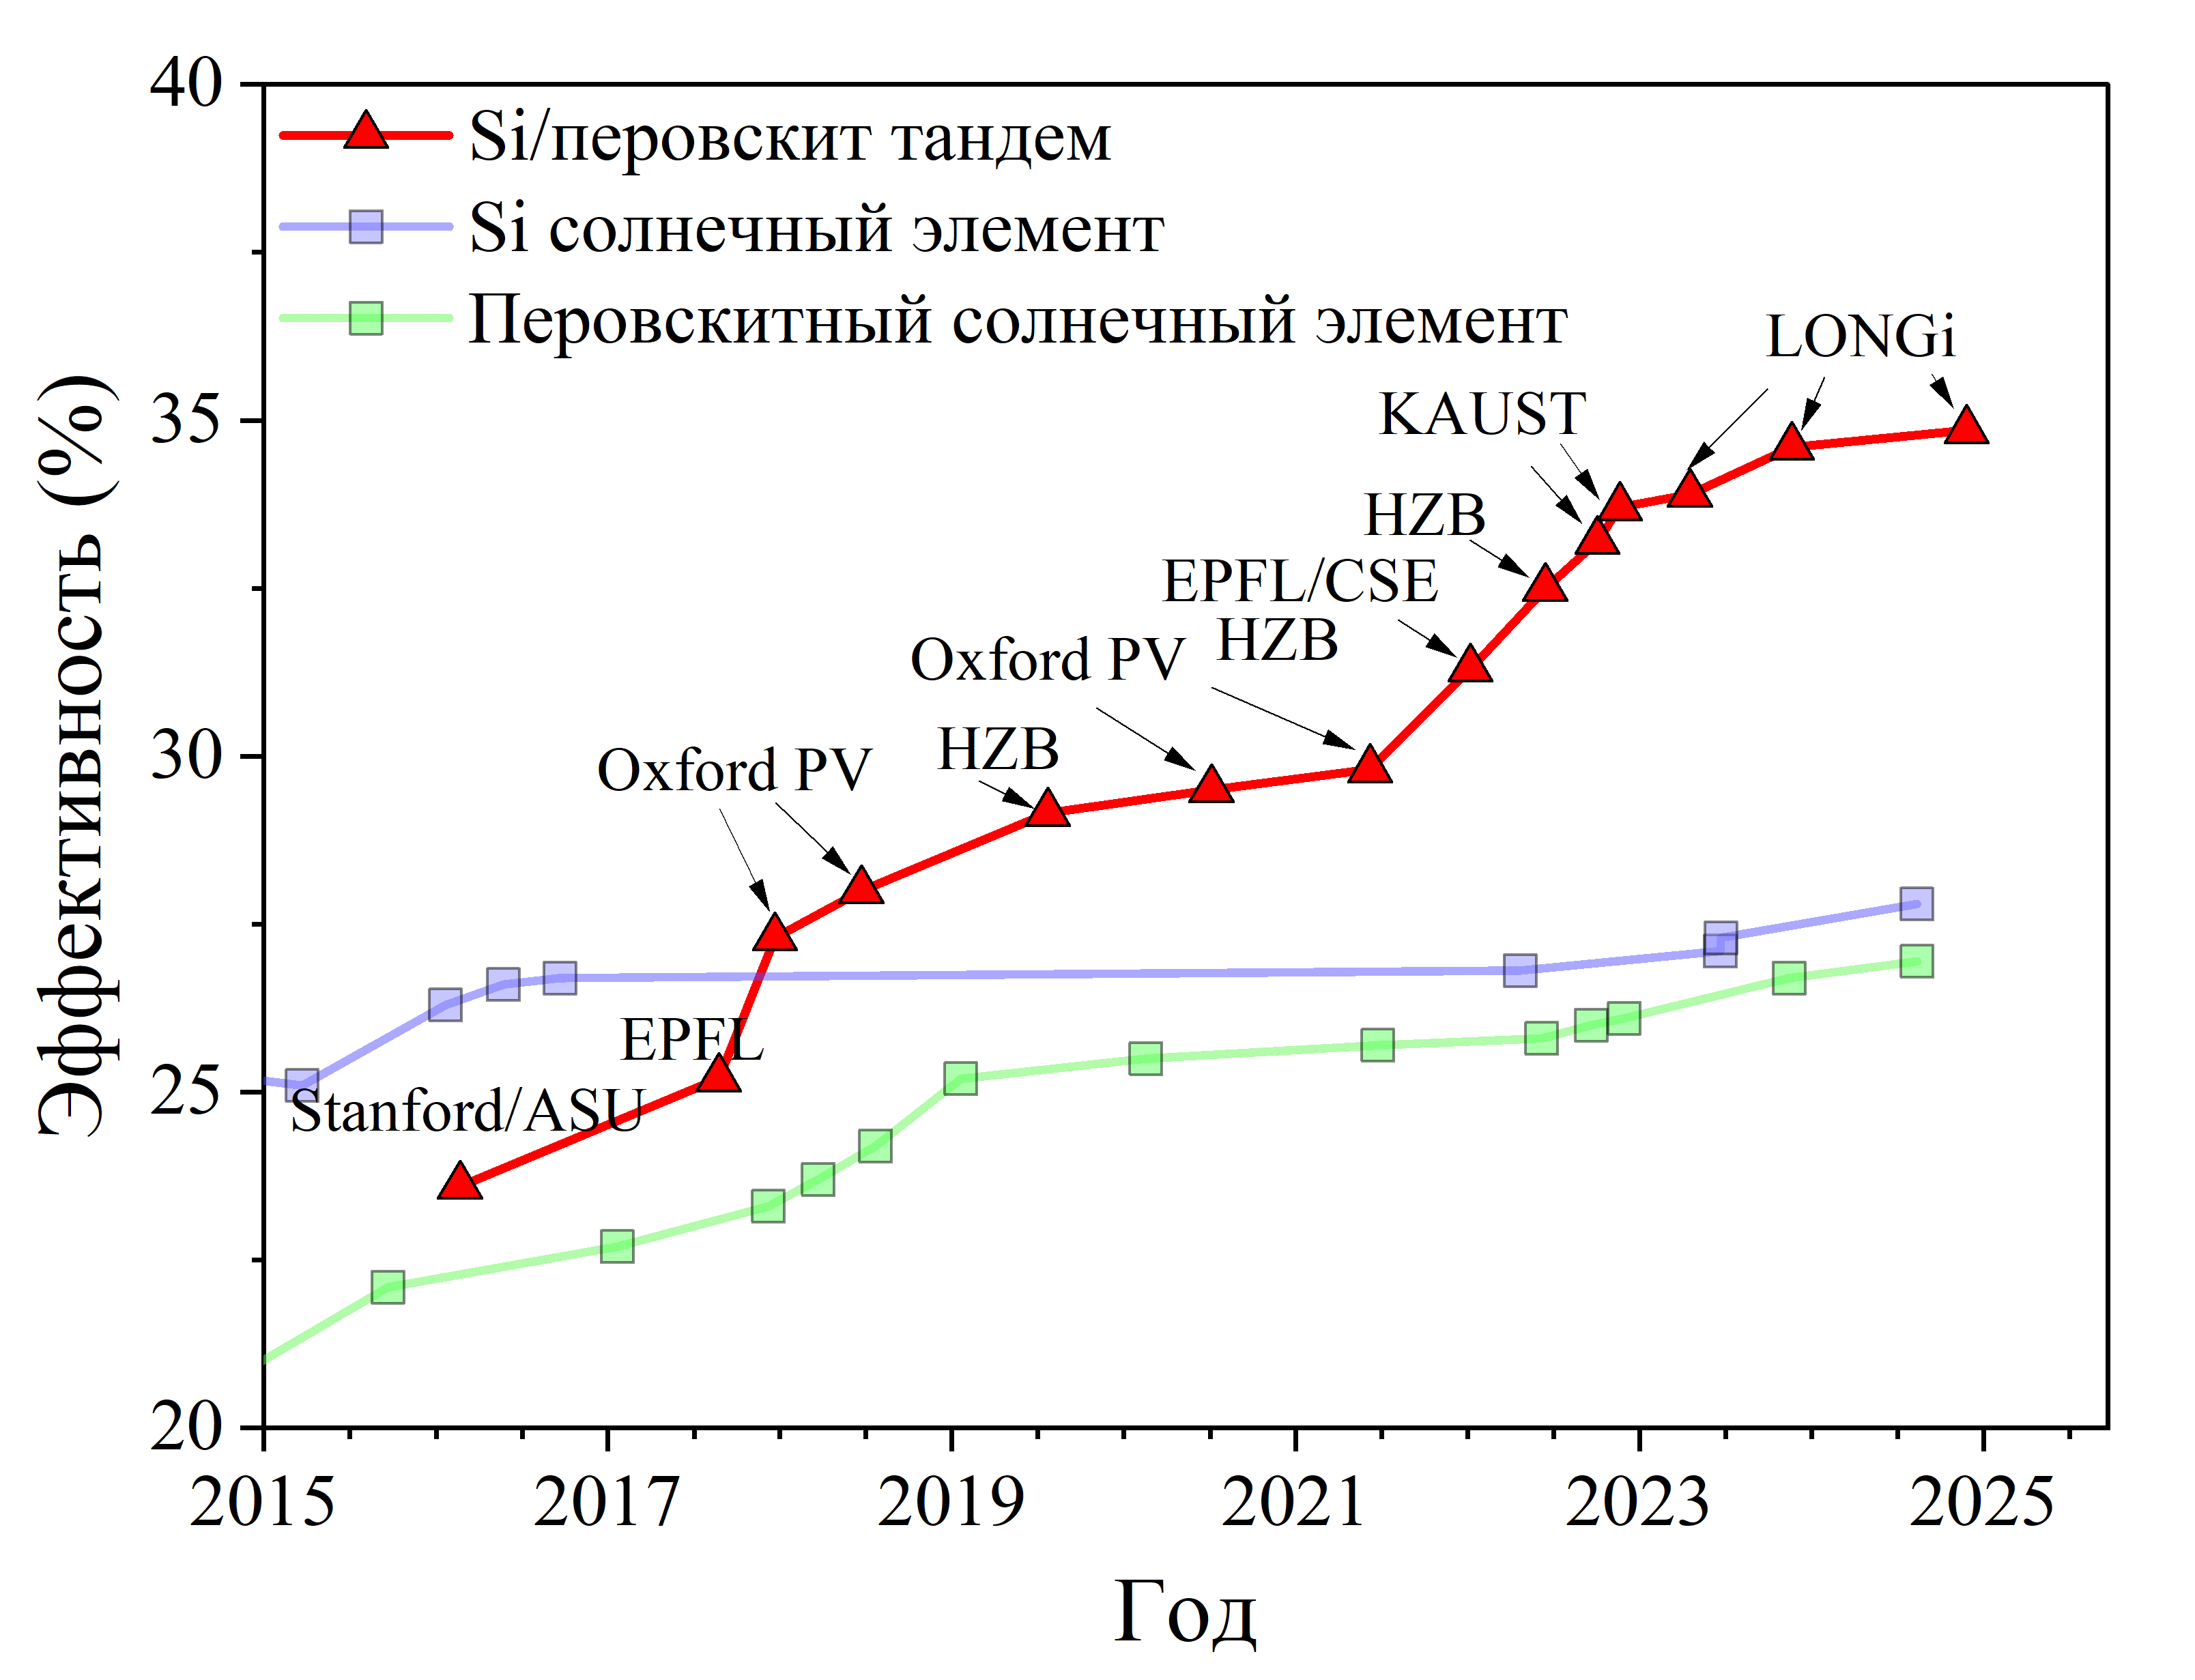 40
Si/перовскит тандем
Si солнечный элемент
Перовскитный солнечный элемент
LONGi
35
KAUST
HZB
EPFL/CSE
HZB
Oxford PV
30
HZB
Oxford PV
EPFL
25
Stanford/ASU
20
Эффективность (%)
2015 2017 2019 2021 2023 2025
Год